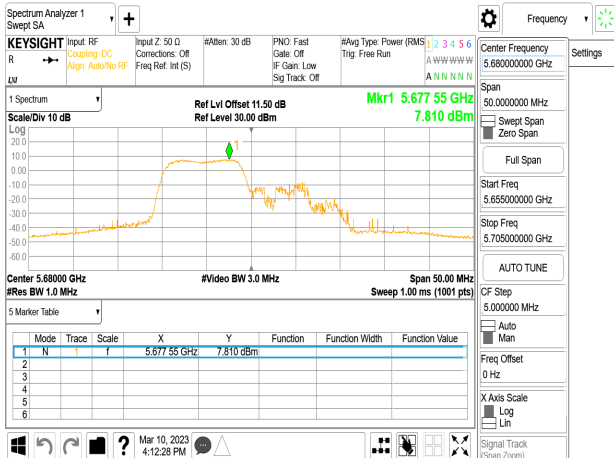 Spectrum Analyzer 1
Swept SA
Frequency
Settings
KEYSIGHT
R
LXI
Input: RF
Coupling: DC
Align: Auto/No RF
Input Z: 50 Ω
Corrections: Off
Freq Ref: Int (S)
#Atten: 30 dB
PNO: Fast
Gate: Off
IF Gain: Low
Sig Track: Off
#Avg Type: Power (RMS
Trig: Free Run
1 2 3 4 5 6
A W W W W W
A N N N N N
1 Spectrum
Scale/Div 10 dB
Ref Lvl Offset 11.50 dB
Ref Level 30.00 dBm
Mkr1 5.677 55 GHz
7.810 dBm
Log
20.0
10.0
0.00
-10.0
-20.0
-30.0
-40.0
-50.0
-60.0
1
Center 5.68000 GHz
#Res BW 1.0 MHz
#Video BW 3.0 MHz
Span 50.00 MHz
Sweep 1.00 ms (1001 pts)
5 Marker Table
Mode Trace Scale X Y Function Function Width Function Value
1 N 1 f 5.677 55 GHz 7.810 dBm
2
3
4
5
6
Mar 10, 2023
4:12:28 PM
Center Frequency
5.680000000 GHz
Span
50.0000000 MHz
Swept Span
Zero Span
Full Span
Start Freq
5.655000000 GHz
Stop Freq
5.705000000 GHz
AUTO TUNE
CF Step
5.000000 MHz
Auto
Man
Freq Offset
0 Hz
X Axis Scale
Log
Lin
Signal Track
(Span Zoom)